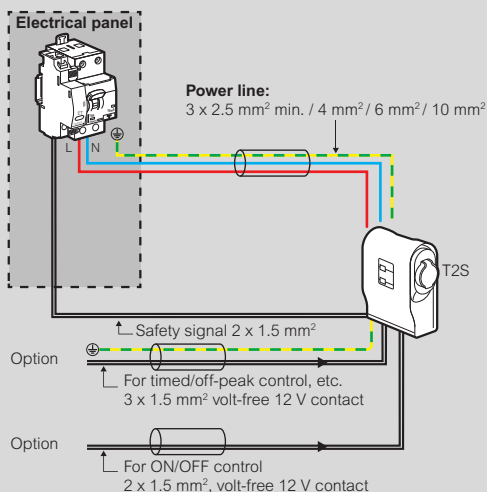 Electrical panel
Power line:
3 x 2.5 mm² min. / 4 mm² / 6 mm² / 10 mm²
L N
T2S
Safety signal 2 x 1.5 mm²
Option
For timed/off-peak control, etc.
3 x 1.5 mm² volt-free 12 V contact
Option
For ON/OFF control
2 x 1.5 mm², volt-free 12 V contact